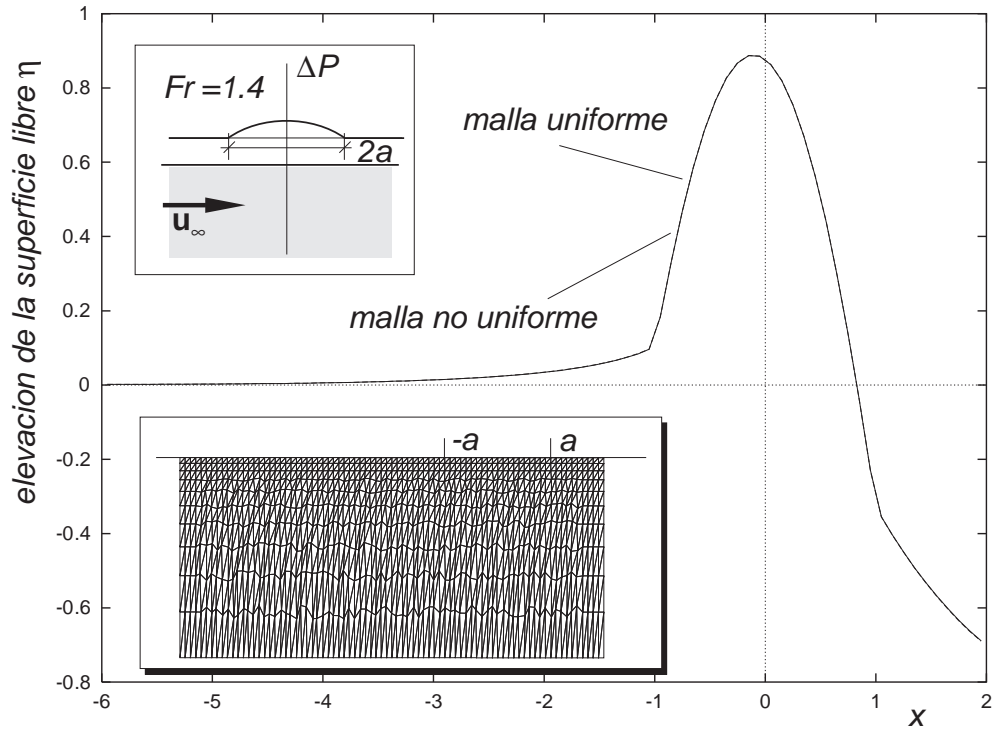 elevacion de la superficie libre η
1
0.8
0.6
0.4
0.2
0
-0.2
-0.4
-0.6
-0.8
ΔP
Fr =1.4
2a
u∞
malla uniforme
malla no uniforme
-a
a
-6
-5
-4
-3
-2
-1
0
1
2
x